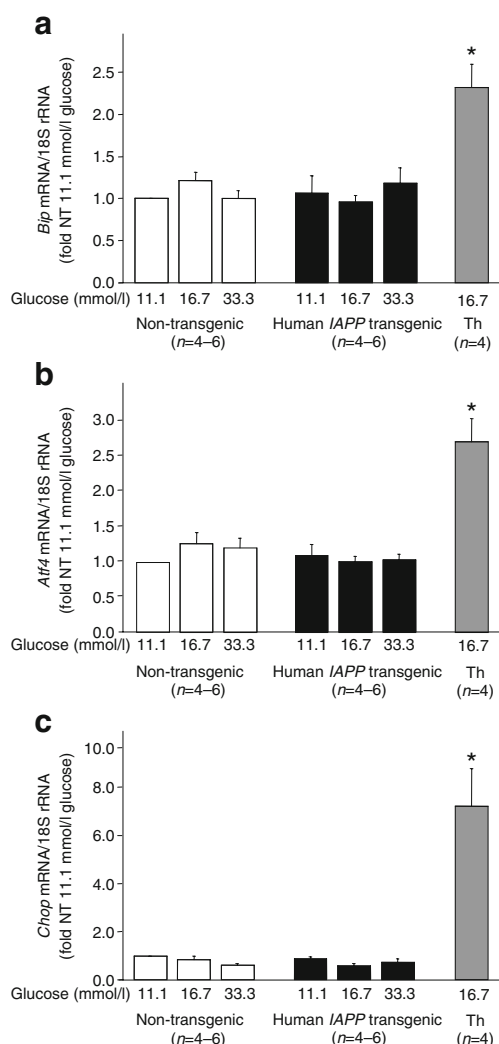 a
*
Bip mRNA/18S rRNA
(fold NT 11.1 mmol/l glucose)
2.5
2.0
1.5
1.0
0.5
0.0
Glucose (mmol/l) 11.1 16.7 33.3 11.1 16.7 33.3 16.7
Non-transgenic Human IAPP transgenic Th
(n=4–6) (n=4–6) (n=4)
b
*
Atf4 mRNA/18S rRNA
(fold NT 11.1 mmol/l glucose)
3.0
2.5
2.0
1.5
1.0
0.5
0.0
Glucose (mmol/l) 11.1 16.7 33.3 11.1 16.7 33.3 16.7
Non-transgenic Human IAPP transgenic Th
(n=4–6) (n=4–6) (n=4)
c
*
Chop mRNA/18S rRNA
(fold NT 11.1 mmol/l glucose)
10.0
8.0
6.0
4.0
2.0
0.0
Glucose (mmol/l) 11.1 16.7 33.3 11.1 16.7 33.3 16.7
Non-transgenic Human IAPP transgenic Th
(n=4–6) (n=4–6) (n=4)